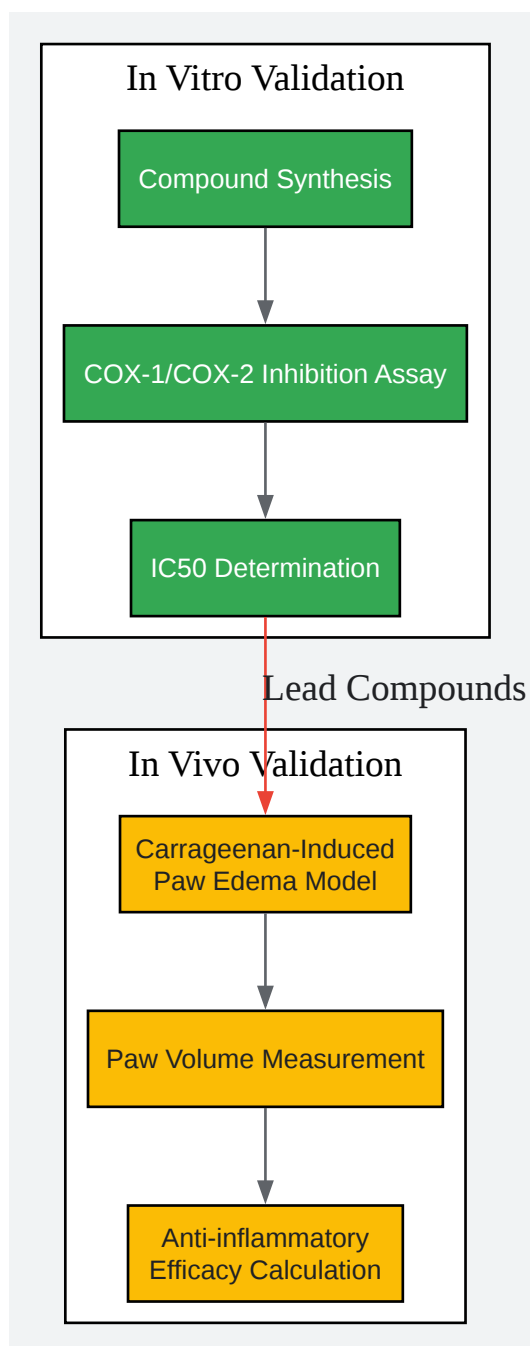 In Vitro Validation
Compound Synthesis
COX-1/COX-2 Inhibition Assay
IC50 Determination
Lead Compounds
In Vivo Validation
Carrageenan-Induced
Paw Edema Model
Paw Volume Measurement
Anti-inflammatory
Efficacy Calculation